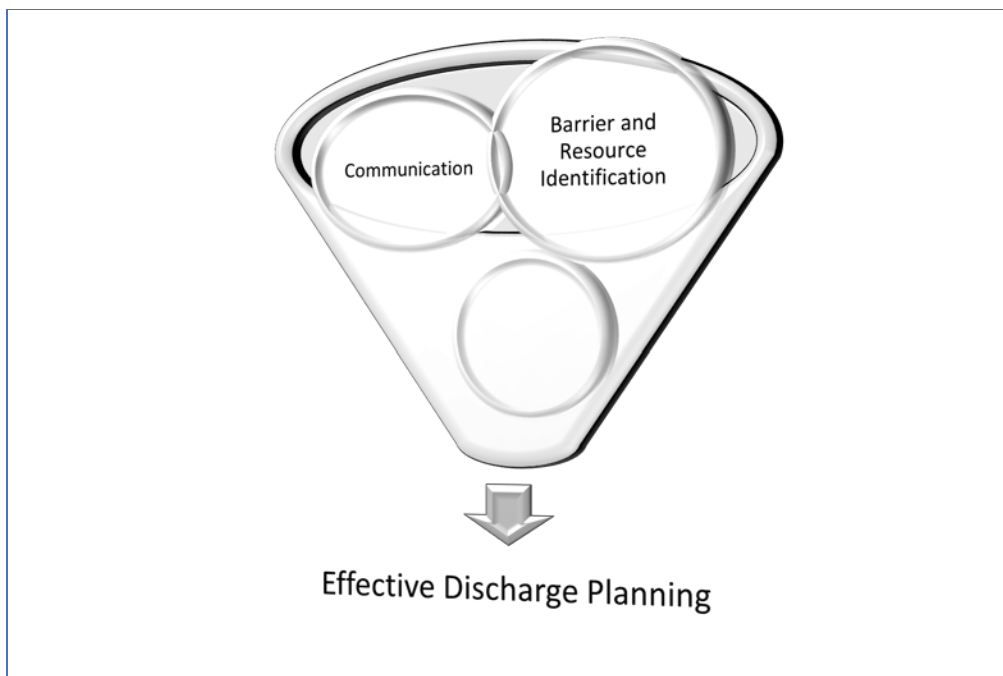 Communication
Barrier and
Resource
Identification
Effective Discharge Planning